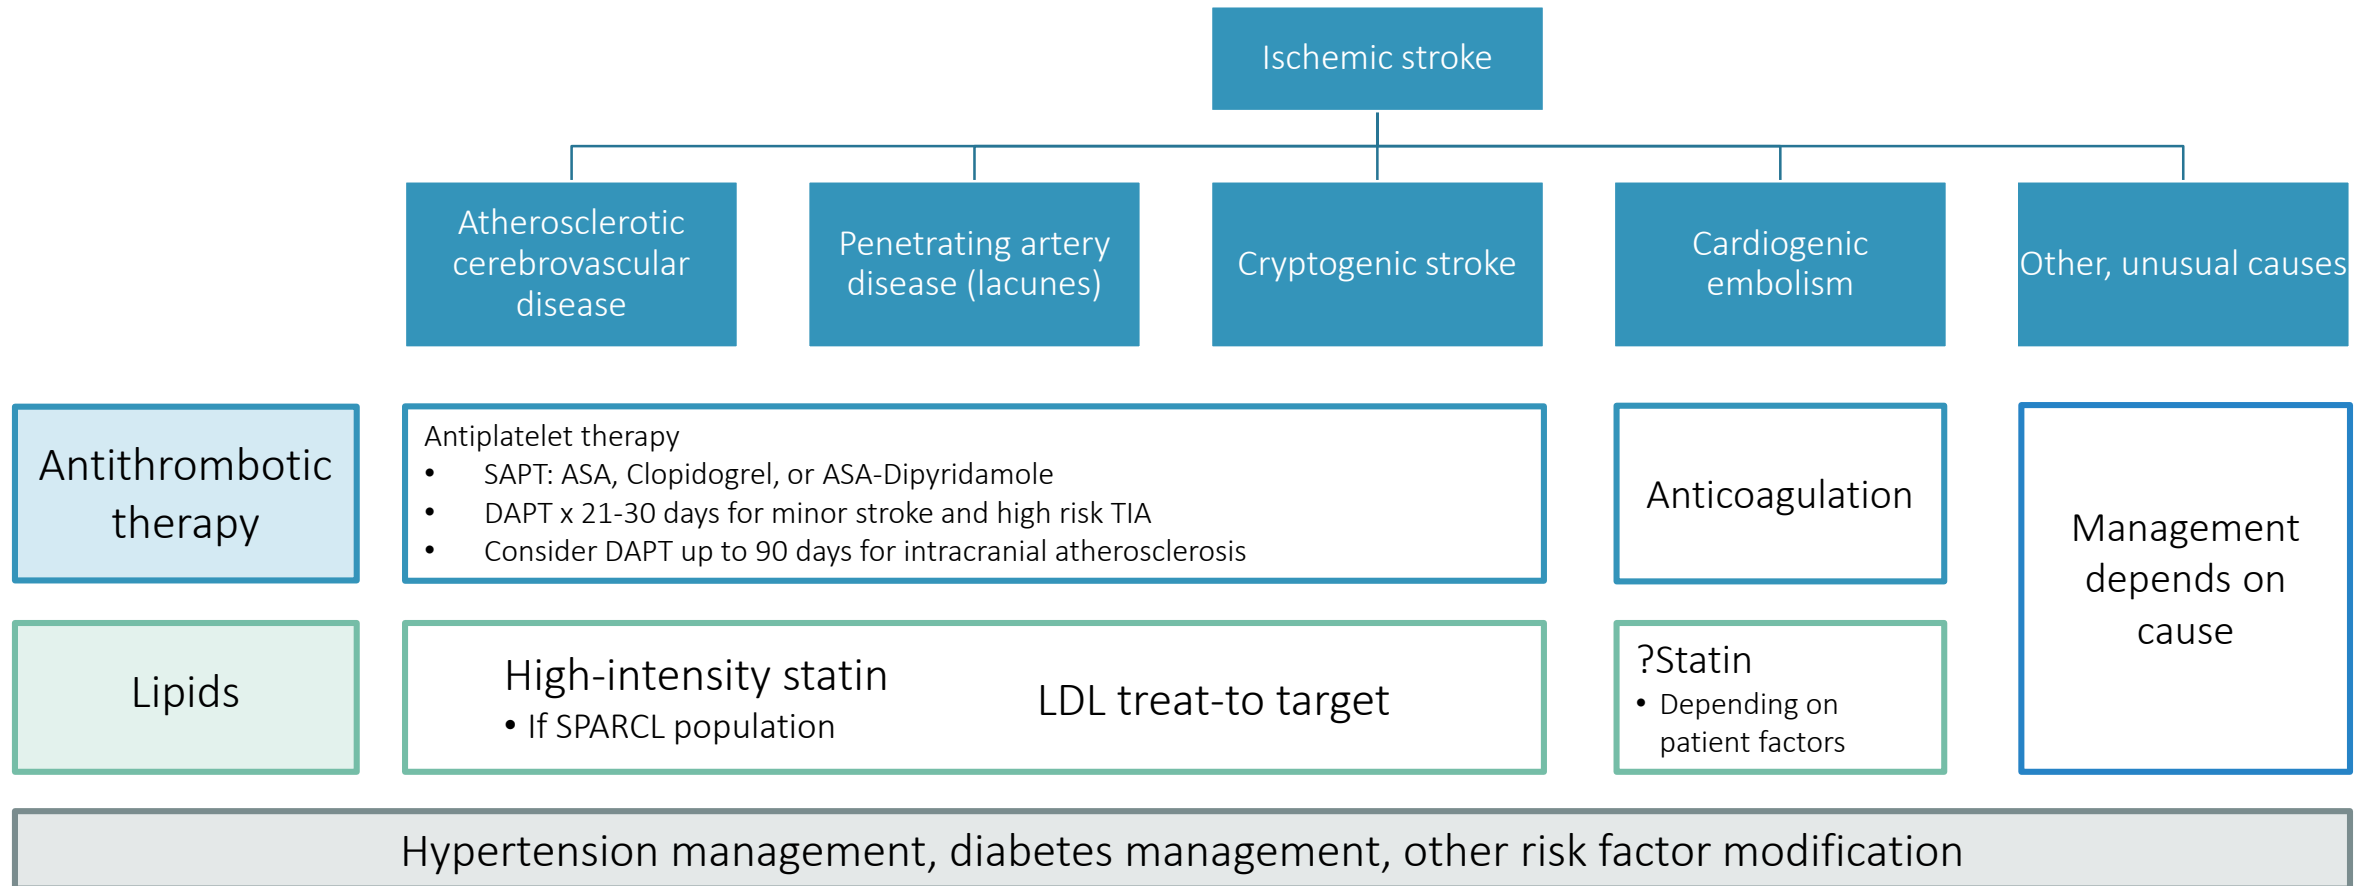 Ischemic stroke
Atherosclerotic
cerebrovascular
disease
Penetrating artery
disease (lacunes)
Cryptogenic stroke
Cardiogenic
embolism
Other, unusual causes
Antithrombotic
therapy
Antiplatelet therapy
• SAPT: ASA, Clopidogrel, or ASA-Dipyridamole
• DAPT x 21-30 days for minor stroke and high risk TIA
• Consider DAPT up to 90 days for intracranial atherosclerosis
Anticoagulation
Management
depends on
cause
Lipids
High-intensity statin
• If SPARCL population
LDL treat-to target
?Statin
• Depending on
patient factors
Hypertension management, diabetes management, other risk factor modification